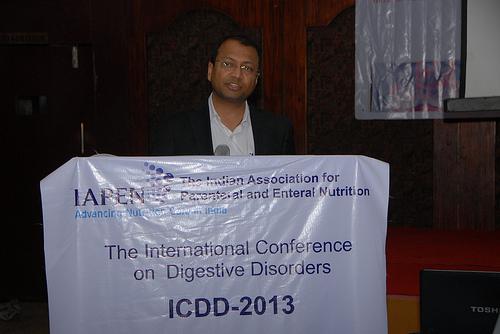 IAPEN
The Indian Association for
Parenteral and Enteral Nutrition
Advancing Nutrition Care in India
The International Conference
on Digestive Disorders
ICDD-2013
TOSH